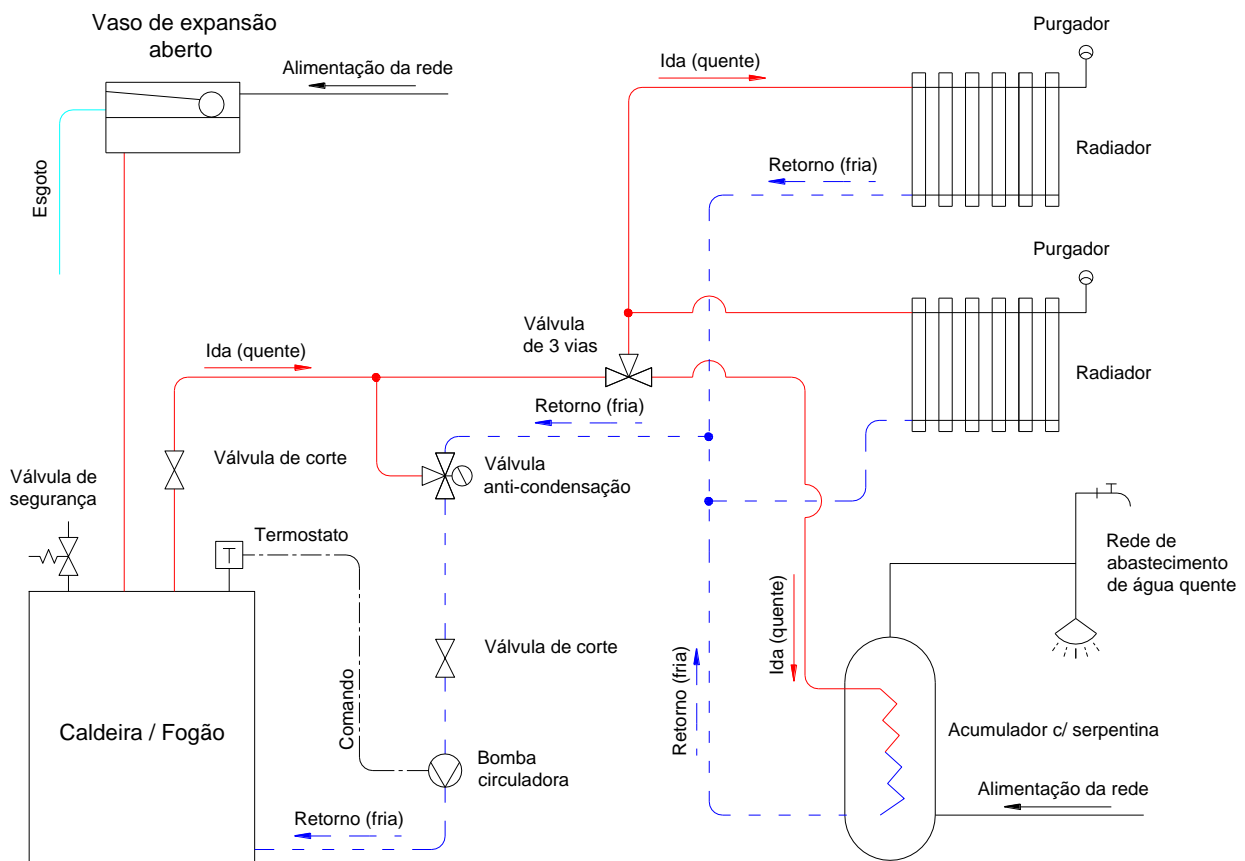 Vaso de expansão
aberto
Alimentação da rede
Esgoto
Ida (quente)
Purgador
Radiador
Retorno (fria)
Purgador
Radiador
Válvula
de 3 vias
Ida (quente)
Retorno (fria)
Válvula de corte
Válvula
anti-condensação
Válvula de
segurança
Termostato
T
Rede de
abastecimento
de água quente
Ida (quente)
Retorno (fria)
Válvula de corte
Comando
Caldeira / Fogão
Bomba
circuladora
Acumulador c/ serpentina
Alimentação da rede
Retorno (fria)